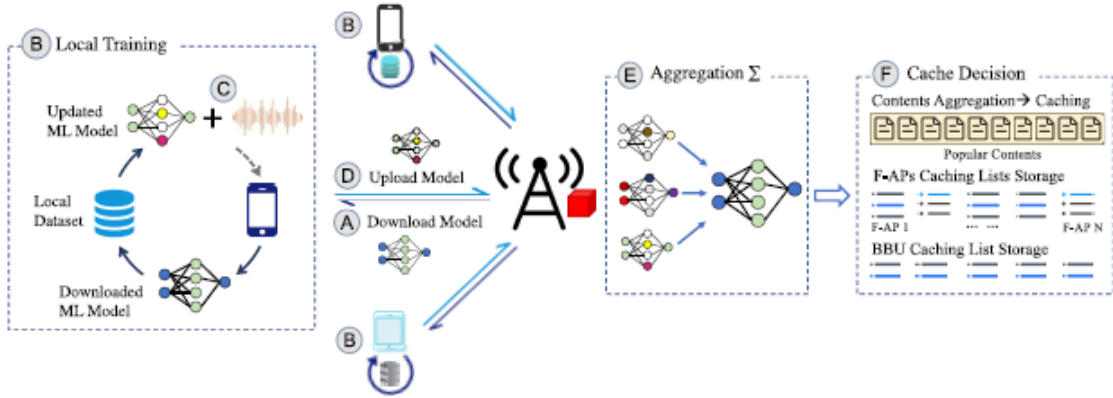 B Local Training
Updated
ML Model
C
Local
Dataset
Downloaded
ML Model
B
D Upload Model
A Download Model
B
E Aggregation Σ
F Cache Decision
Contents Aggregation→ Caching
Popular Contents
F-APs Caching Lists Storage
F-AP 1 ... ... F-AP N
BBU Caching List Storage